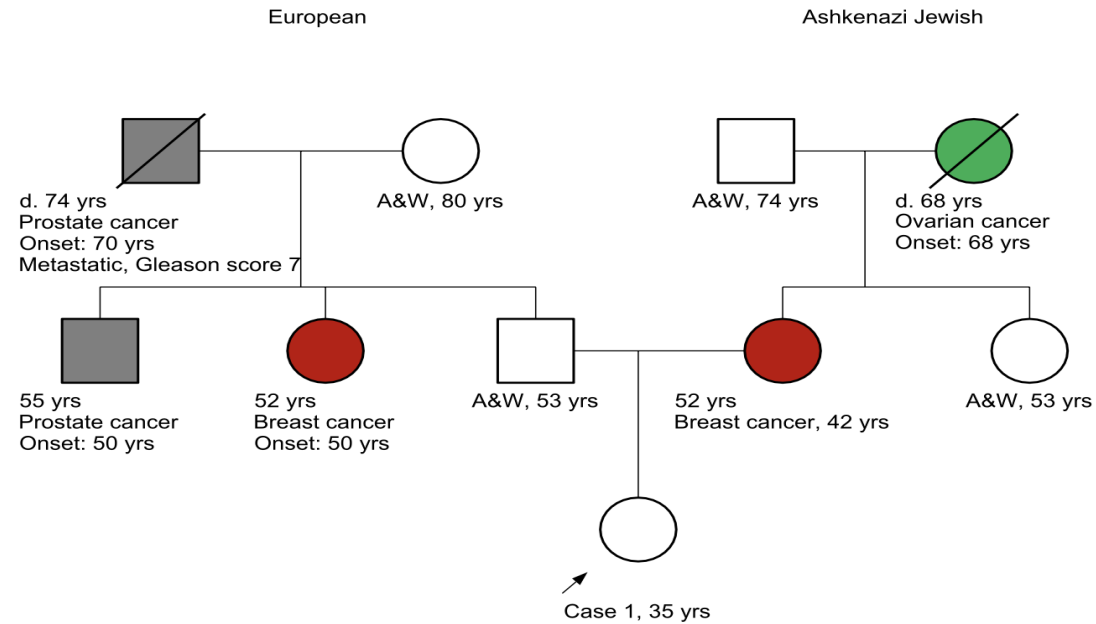 European
Ashkenazi Jewish
d. 74 yrs
Prostate cancer
Onset: 70 yrs
Metastatic, Gleason score 7
A&W, 80 yrs
A&W, 74 yrs
d. 68 yrs
Ovarian cancer
Onset: 68 yrs
55 yrs
Prostate cancer
Onset: 50 yrs
52 yrs
Breast cancer
Onset: 50 yrs
A&W, 53 yrs
52 yrs
Breast cancer, 42 yrs
A&W, 53 yrs
Case 1, 35 yrs